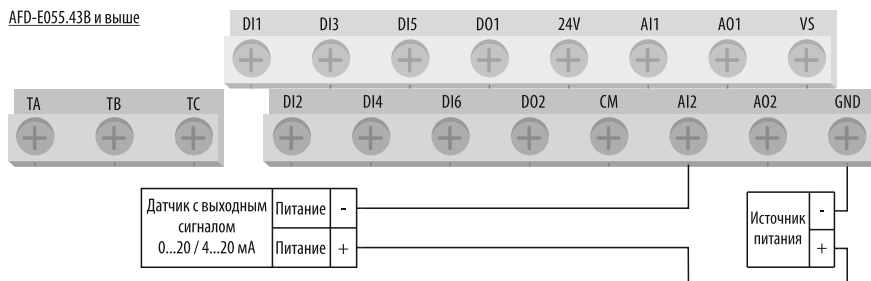 AFD-E055.43B и выше
DI1 DI3 DI5 DO1 24V AI1 AO1 VS
TA TB TC DI2 DI4 DI6 DO2 CM AI2 AO2 GND
Датчик с выходным
сигналом
0...20 / 4...20 мА
Питание -
Питание +
Источник
питания
-
+